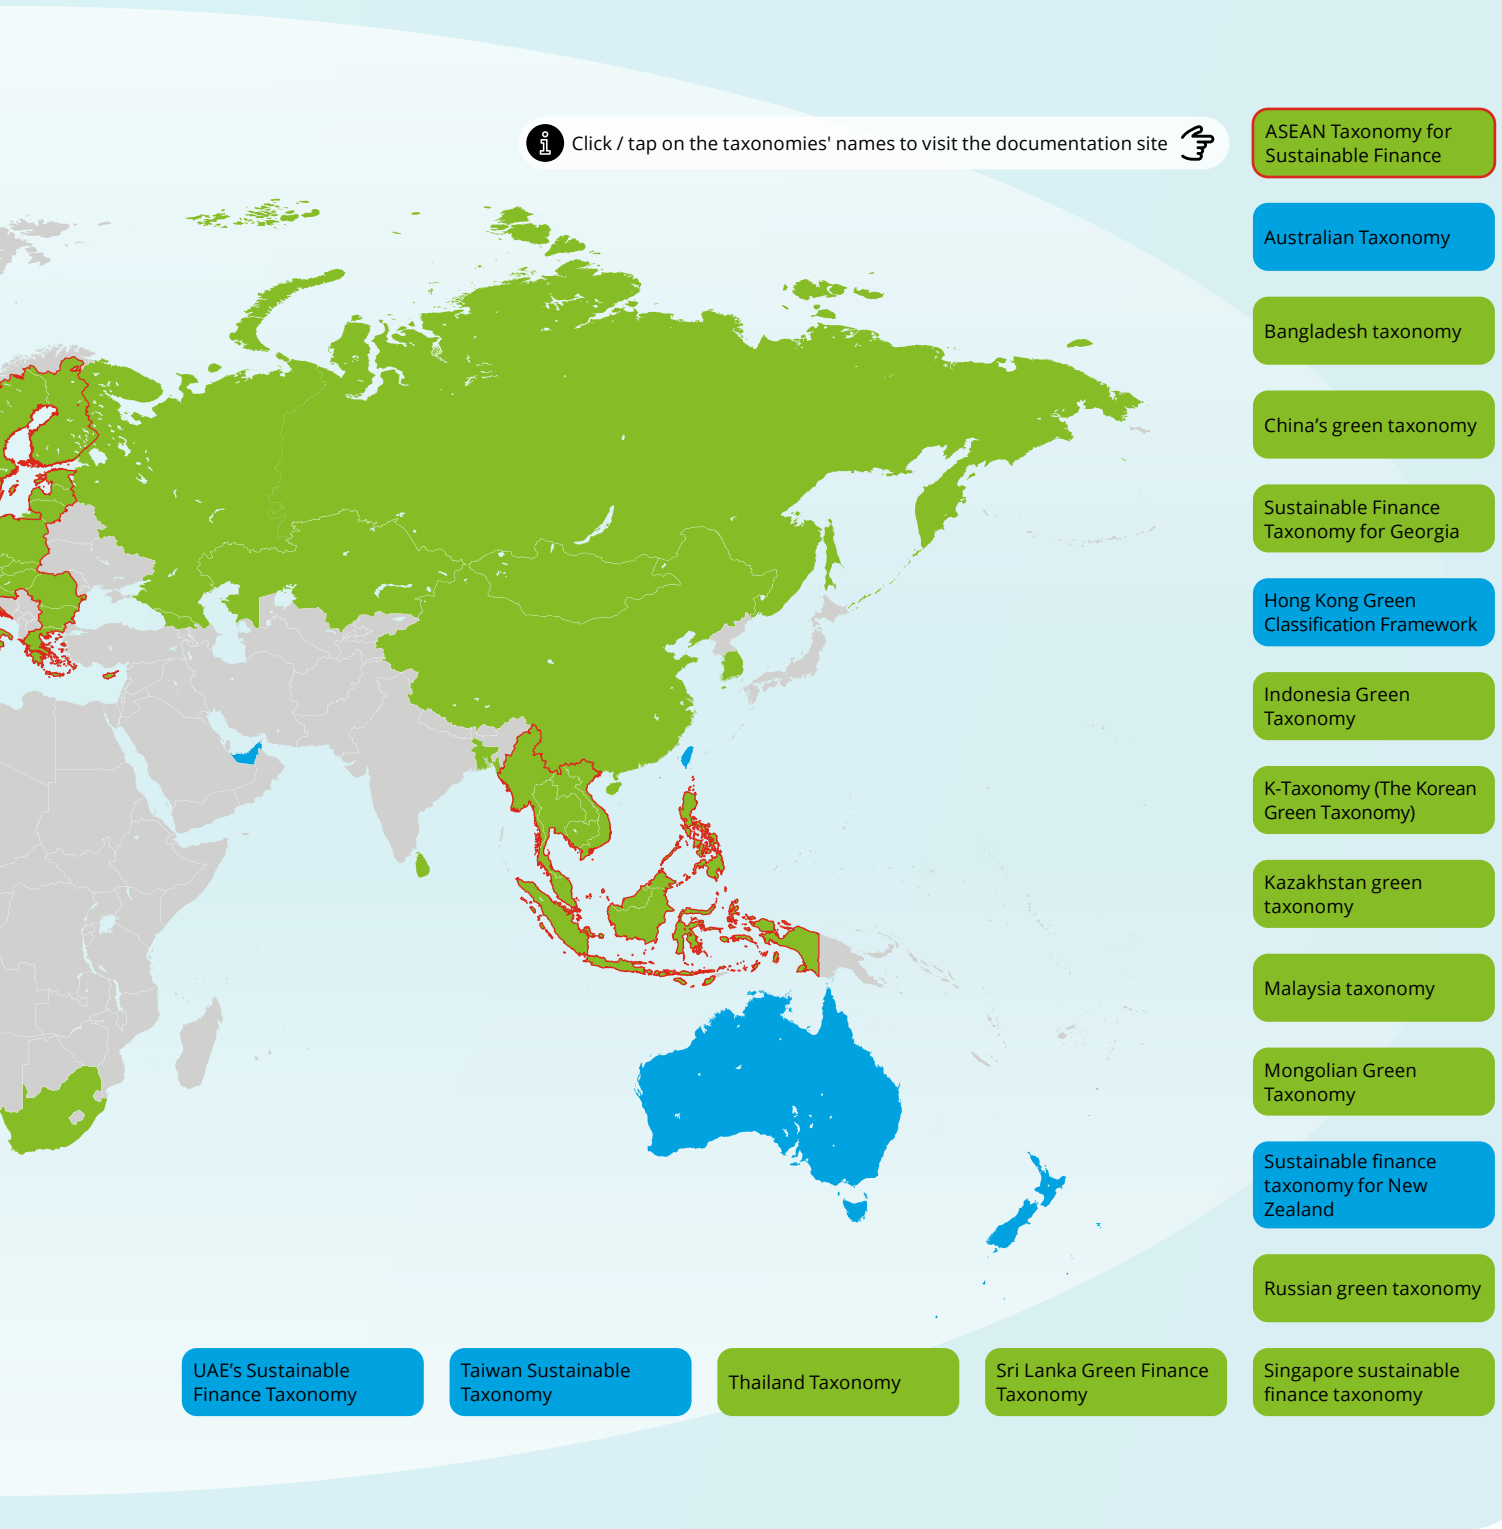 Click / tap on the taxonomies' names to visit the documentation site
ASEAN Taxonomy for
Sustainable Finance
Australian Taxonomy
Bangladesh taxonomy
China’s green taxonomy
Sustainable Finance
Taxonomy for Georgia
Hong Kong Green
Classification Framework
Indonesia Green
Taxonomy
K-Taxonomy (The Korean
Green Taxonomy)
Kazakhstan green
taxonomy
Malaysia taxonomy
Mongolian Green
Taxonomy
Sustainable finance
taxonomy for New
Zealand
Russian green taxonomy
UAE’s Sustainable
Finance Taxonomy
Taiwan Sustainable
Taxonomy
Thailand Taxonomy
Sri Lanka Green Finance
Taxonomy
Singapore sustainable
finance taxonomy